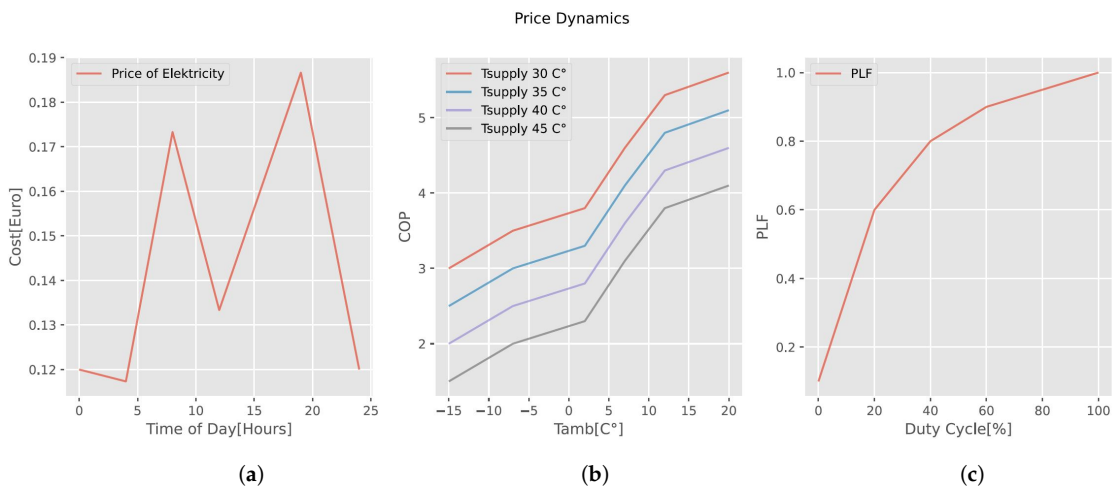 Price Dynamics
Price of Elektricity
0.19
0.18
0.17
0.16
0.15
0.14
0.13
0.12
Cost[Euro]
0 5 10 15 20 25
Time of Day[Hours]
(a)
Tsupply 30 C°
Tsupply 35 C°
Tsupply 40 C°
Tsupply 45 C°
5
4
3
2
COP
−15 −10 −5 0 5 10 15 20
Tamb[C°]
(b)
PLF
1.0
0.8
0.6
0.4
0.2
PLF
0 20 40 60 80 100
Duty Cycle[%]
(c)